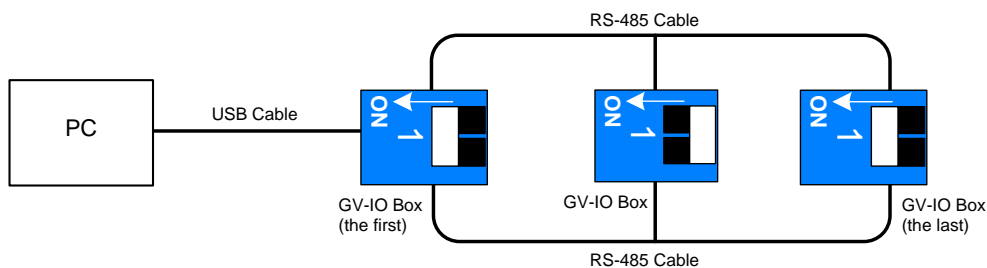 RS-485 Cable
PC
USB Cable
ON
1
ON
1
ON
1
GV-IO Box
(the first)
GV-IO Box
GV-IO Box
(the last)
RS-485 Cable